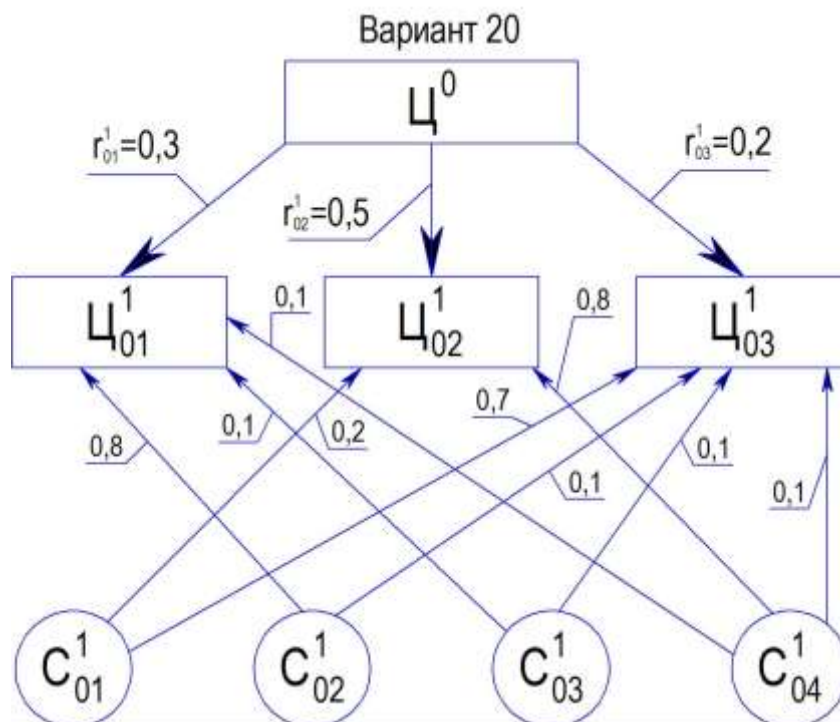 Вариант 20
Ц⁰
r¹₀₁=0,3
r¹₀₃=0,2
r¹₀₂=0,5
Ц¹₀₁
Ц¹₀₂
Ц¹₀₃
0,1
0,8
0,8
0,1
0,2
0,7
0,1
0,1
0,1
С¹₀₁
С¹₀₂
С¹₀₃
С¹₀₄